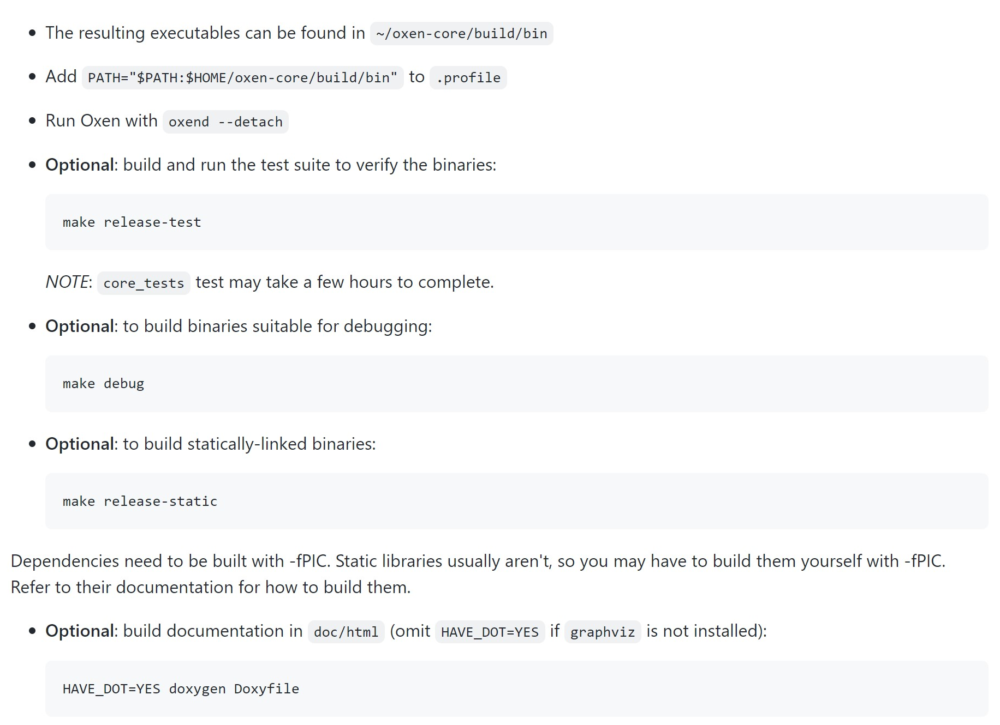 The resulting executables can be found in ~/oxen-core/build/bin
Add PATH="$PATH:$HOME/oxen-core/build/bin" to .profile
Run Oxen with oxend --detach
Optional: build and run the test suite to verify the binaries:
make release-test
NOTE: core_tests test may take a few hours to complete.
Optional: to build binaries suitable for debugging:
make debug
Optional: to build statically-linked binaries:
make release-static
Dependencies need to be built with -fPIC. Static libraries usually aren't, so you may have to build them yourself with -fPIC.
Refer to their documentation for how to build them.
Optional: build documentation in doc/html (omit HAVE_DOT=YES if graphviz is not installed):
HAVE_DOT=YES doxygen Doxyfile